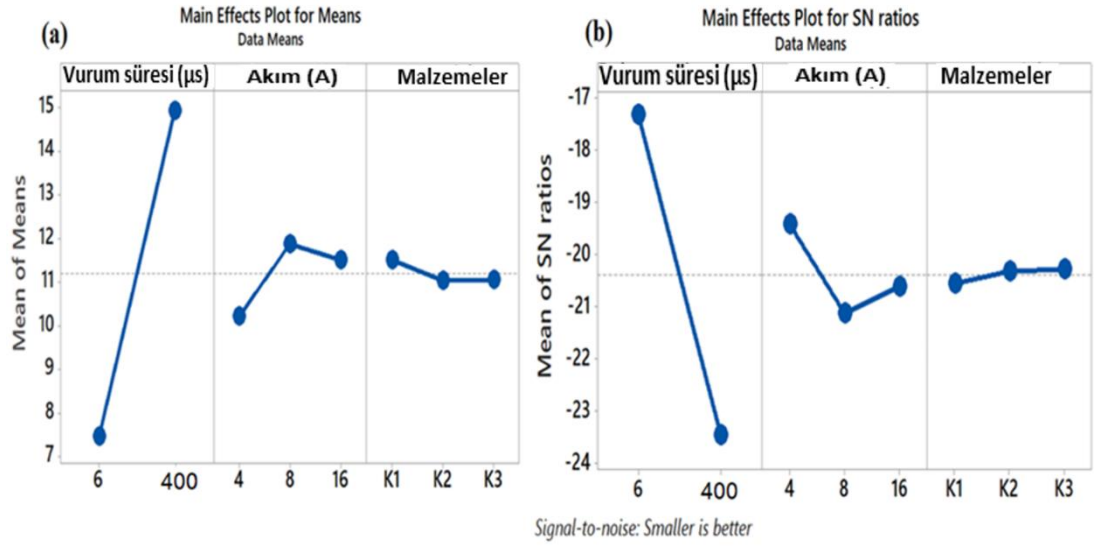 (a)
Main Effects Plot for Means
Data Means
Vurum süresi (µs) Akım (A) Malzemeler
Mean of Means
15
14
13
12
11
10
9
8
7
6 400 4 8 16 K1 K2 K3
(b)
Main Effects Plot for SN ratios
Data Means
Vurum süresi (µs) Akım (A) Malzemeler
Mean of SN ratios
-17
-18
-19
-20
-21
-22
-23
-24
6 400 4 8 16 K1 K2 K3
Signal-to-noise: Smaller is better